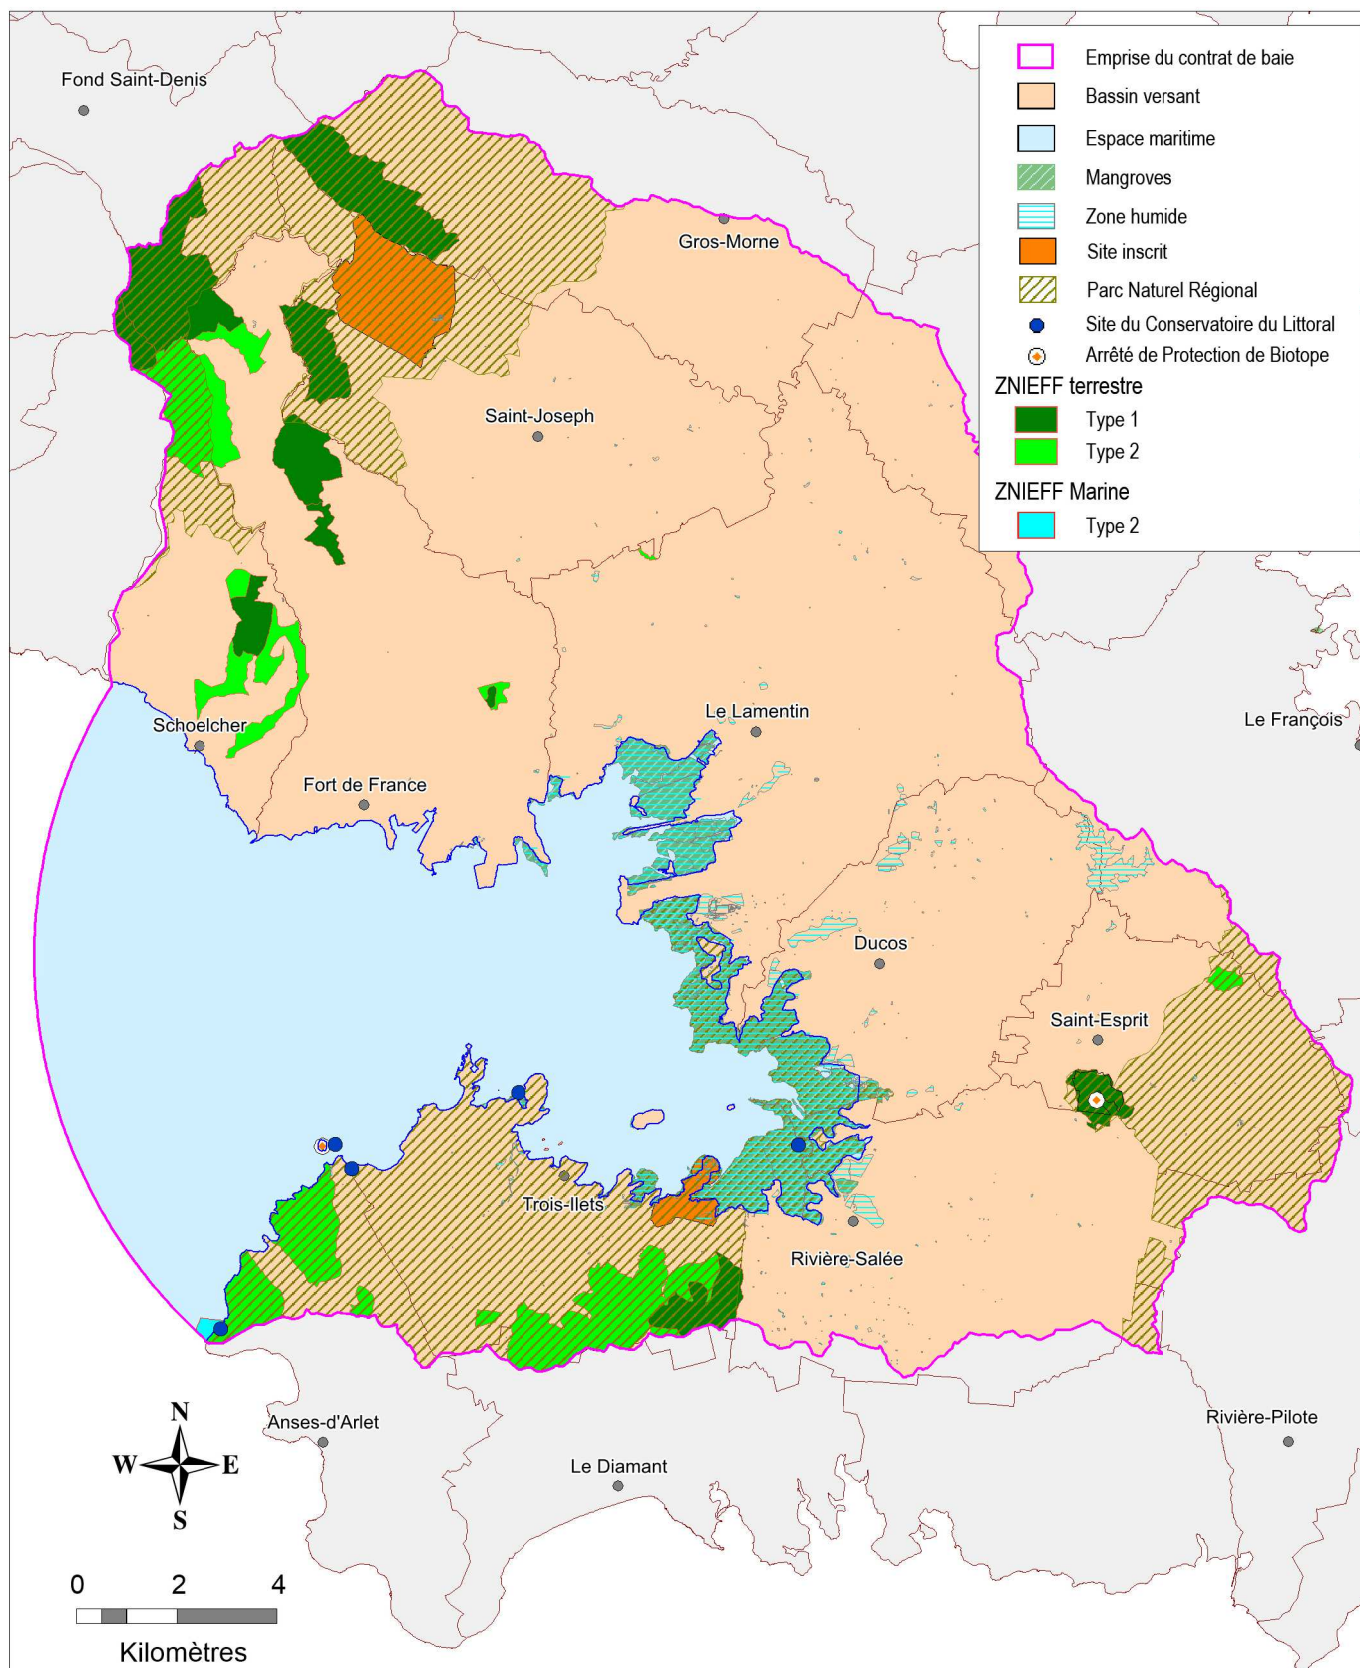 Fond Saint-Denis
Gros-Morne
Saint-Joseph
Le Lamentin
Le François
Schoelcher
Fort de France
Ducos
Saint-Esprit
Trois-Ilets
Rivière-Salée
Anses-d'Arlet
Le Diamant
Rivière-Pilote
Emprise du contrat de baie
Bassin versant
Espace maritime
Mangroves
Zone humide
Site inscrit
Parc Naturel Régional
Site du Conservatoire du Littoral
Arrêté de Protection de Biotope
ZNIEFF terrestre
Type 1
Type 2
ZNIEFF Marine
Type 2
N
W E
S
0 2 4
Kilomètres